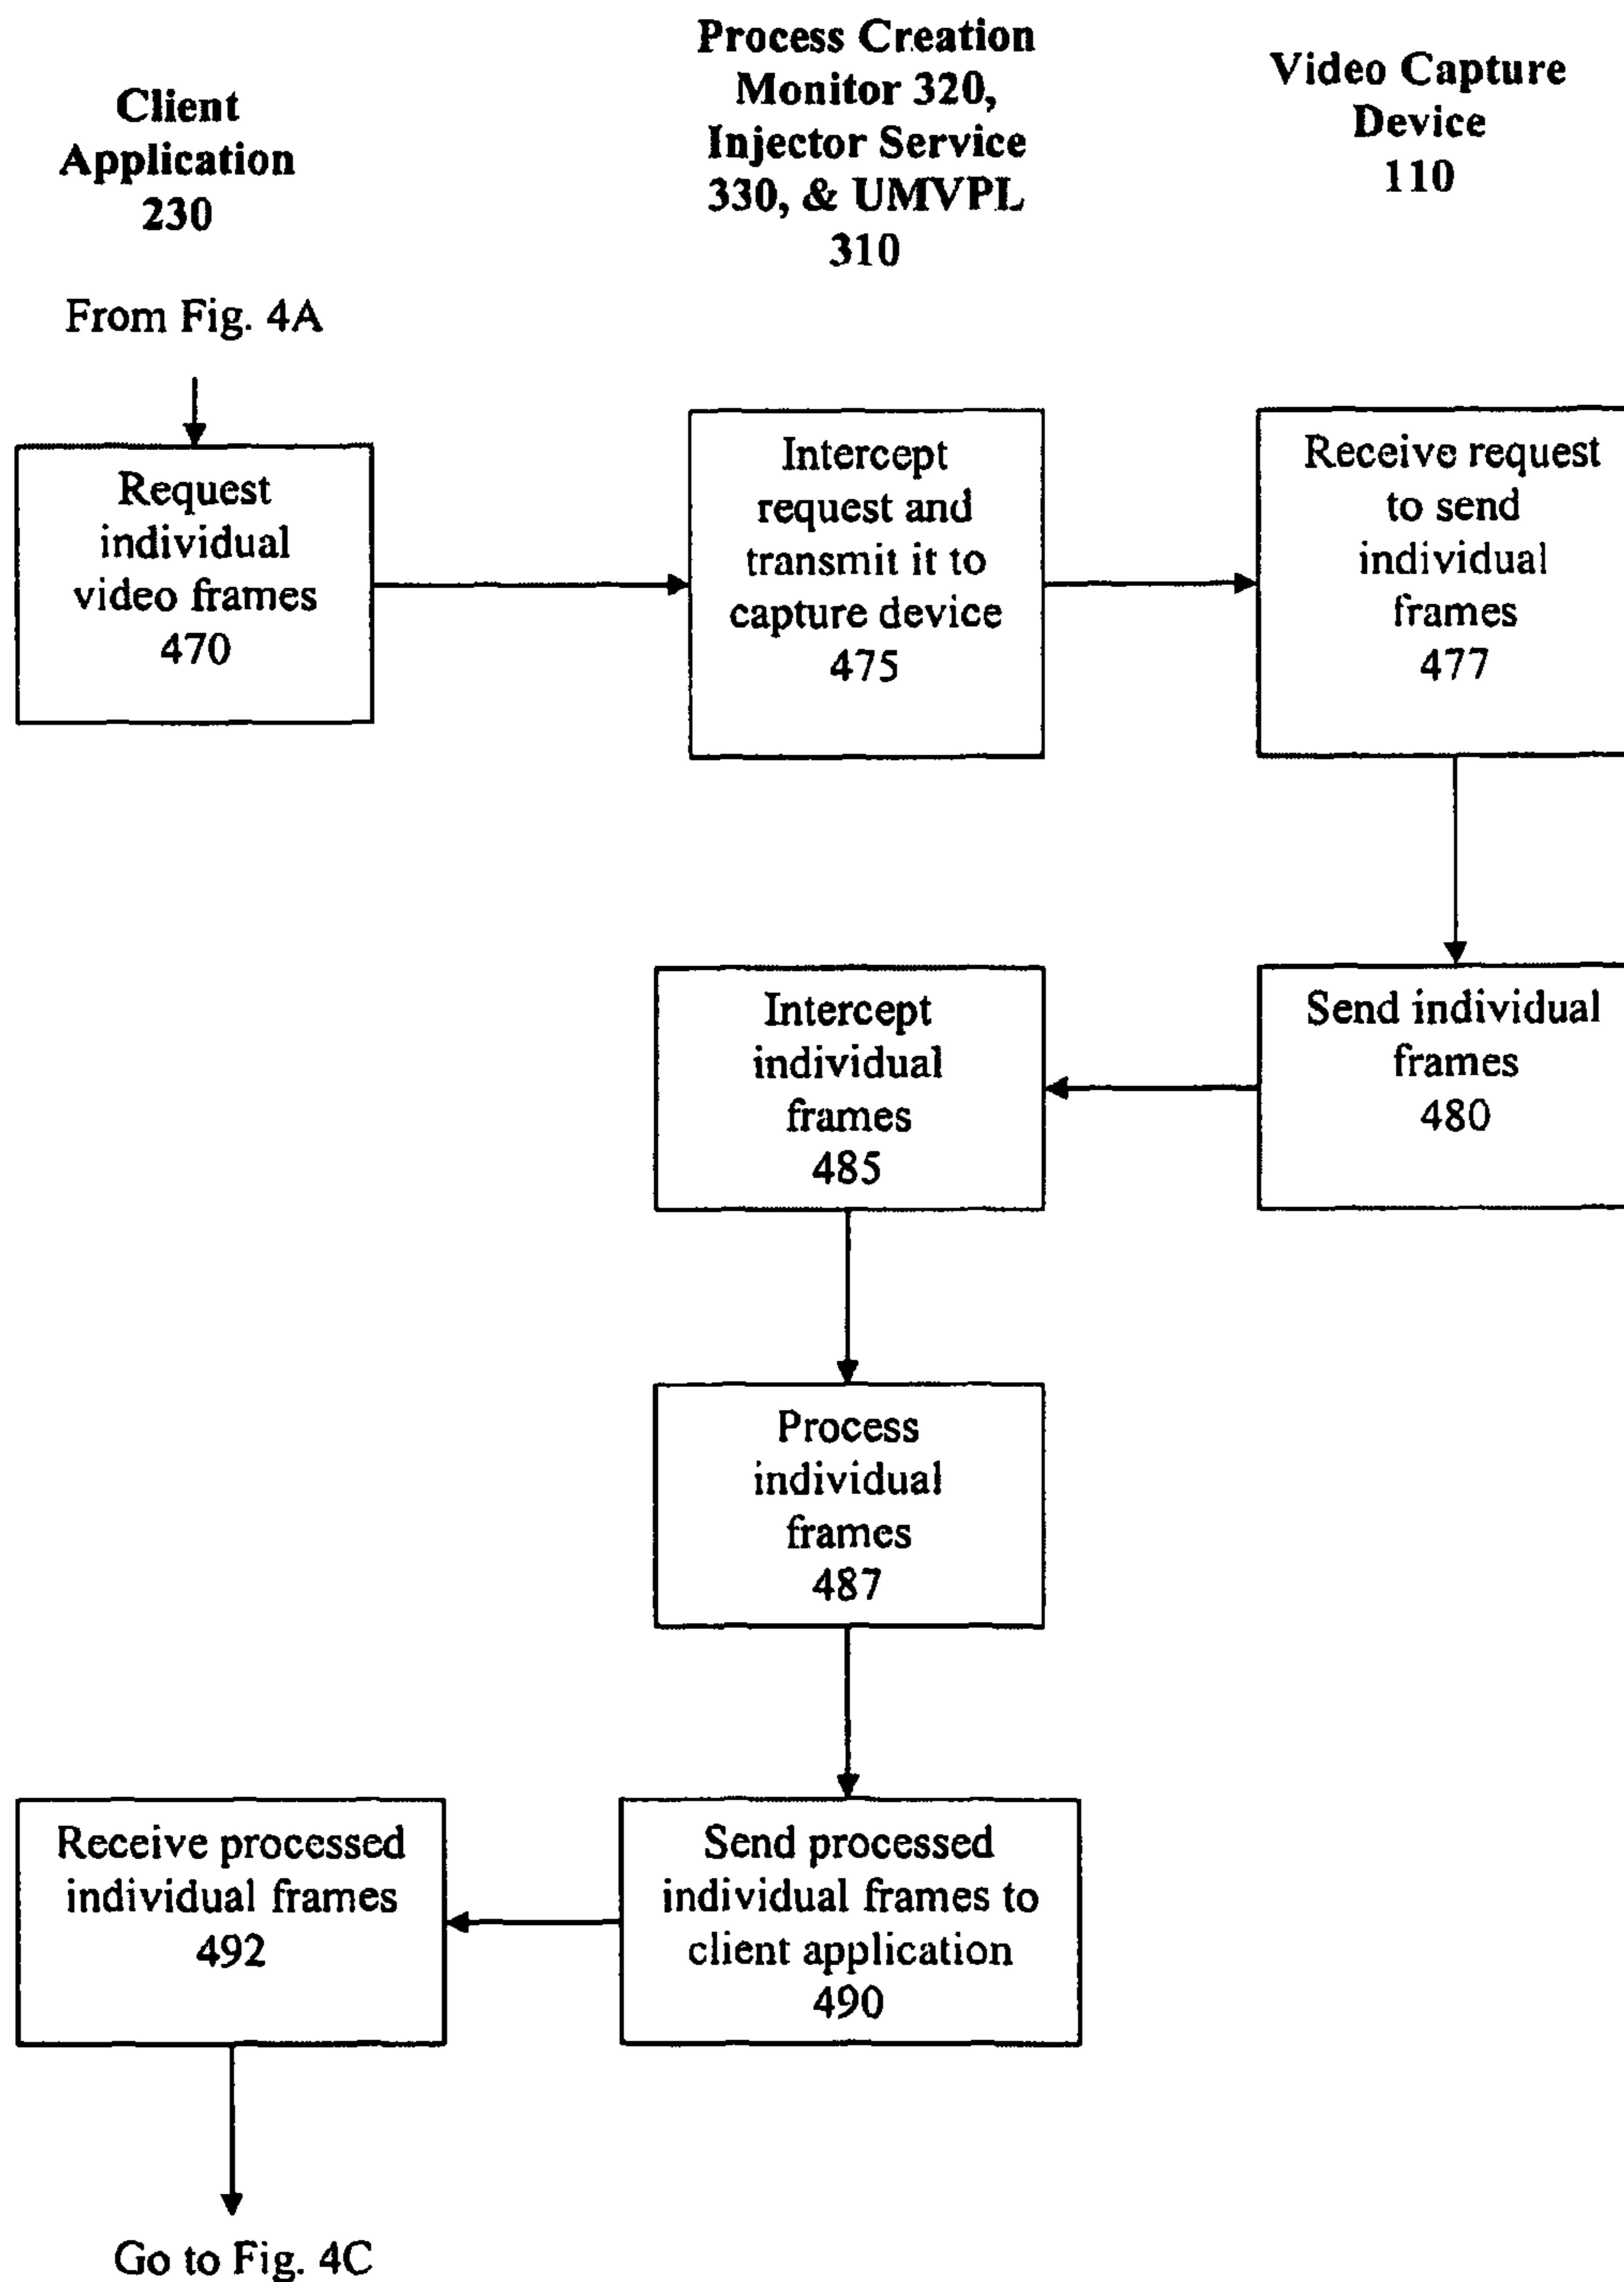 Client
Application
230
Process Creation
Monitor 320,
Injector Service
330, & UMVPL
310
Video Capture
Device
110
From Fig. 4A
Request
individual
video frames
470
Intercept
request and
transmit it to
capture device
475
Receive request
to send
individual
frames
477
Intercept
individual
frames
485
Send individual
frames
480
Process
individual
frames
487
Receive processed
individual frames
492
Send processed
individual frames to
client application
490
Go to Fig. 4C